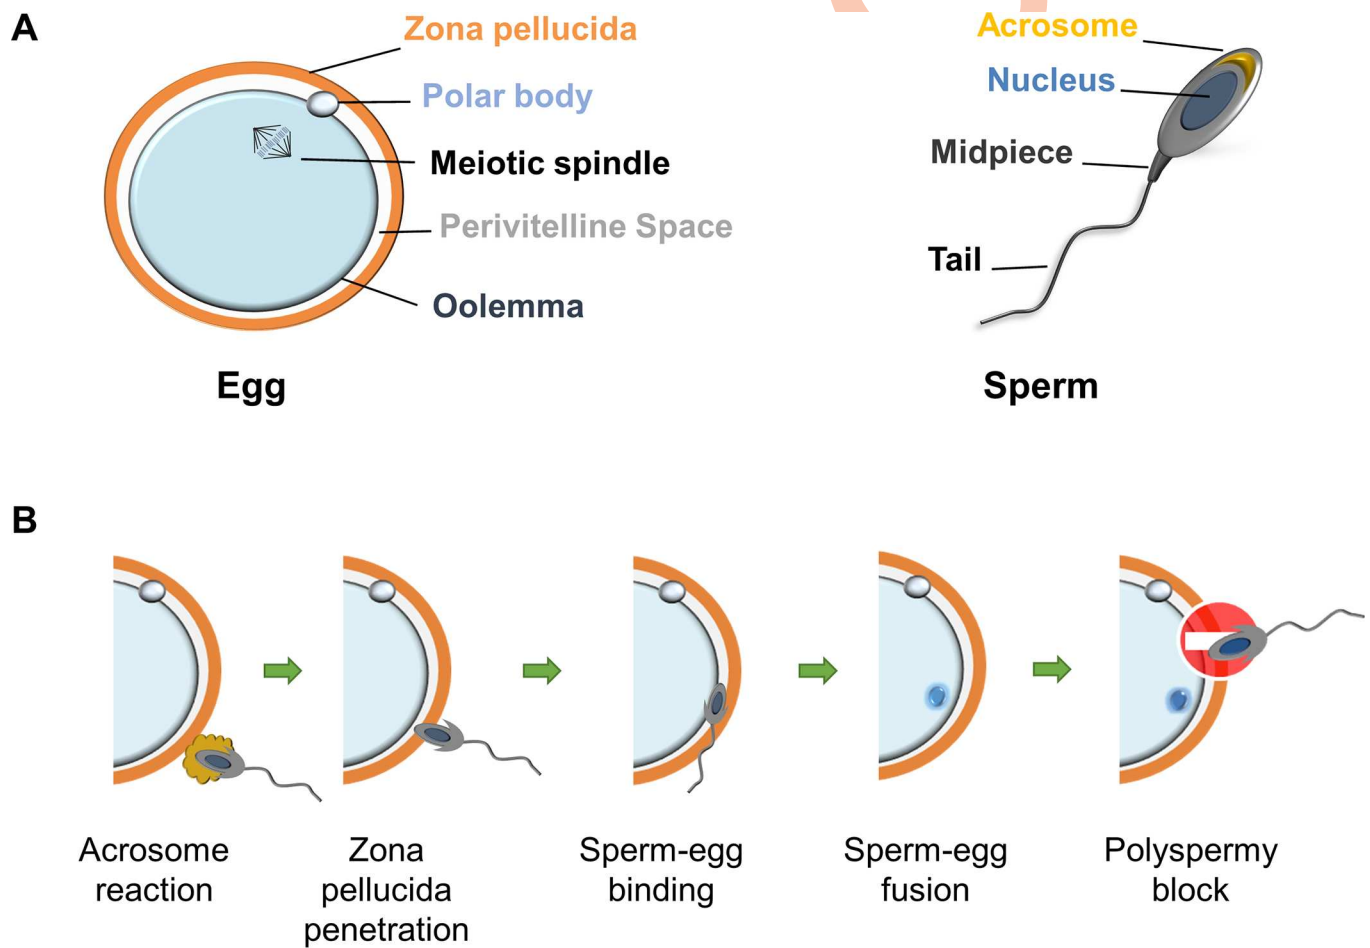 A
Zona pellucida
Polar body
Meiotic spindle
Perivitelline Space
Oolemma
Egg
Acrosome
Nucleus
Midpiece
Tail
Sperm
B
Acrosome
reaction
Zona
pellucida
penetration
Sperm-egg
binding
Sperm-egg
fusion
Polyspermy
block